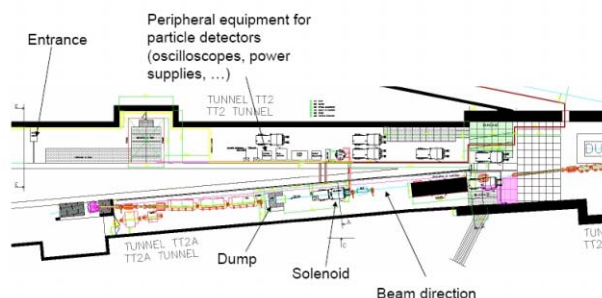 Peripheral equipment for
particle detectors
(oscilloscopes, power
supplies, …)
Entrance
TUNNEL TT2
TT2 TUNNEL
TUNNEL TT2A
TT2A TUNNEL
Dump
Solenoid
Beam direction